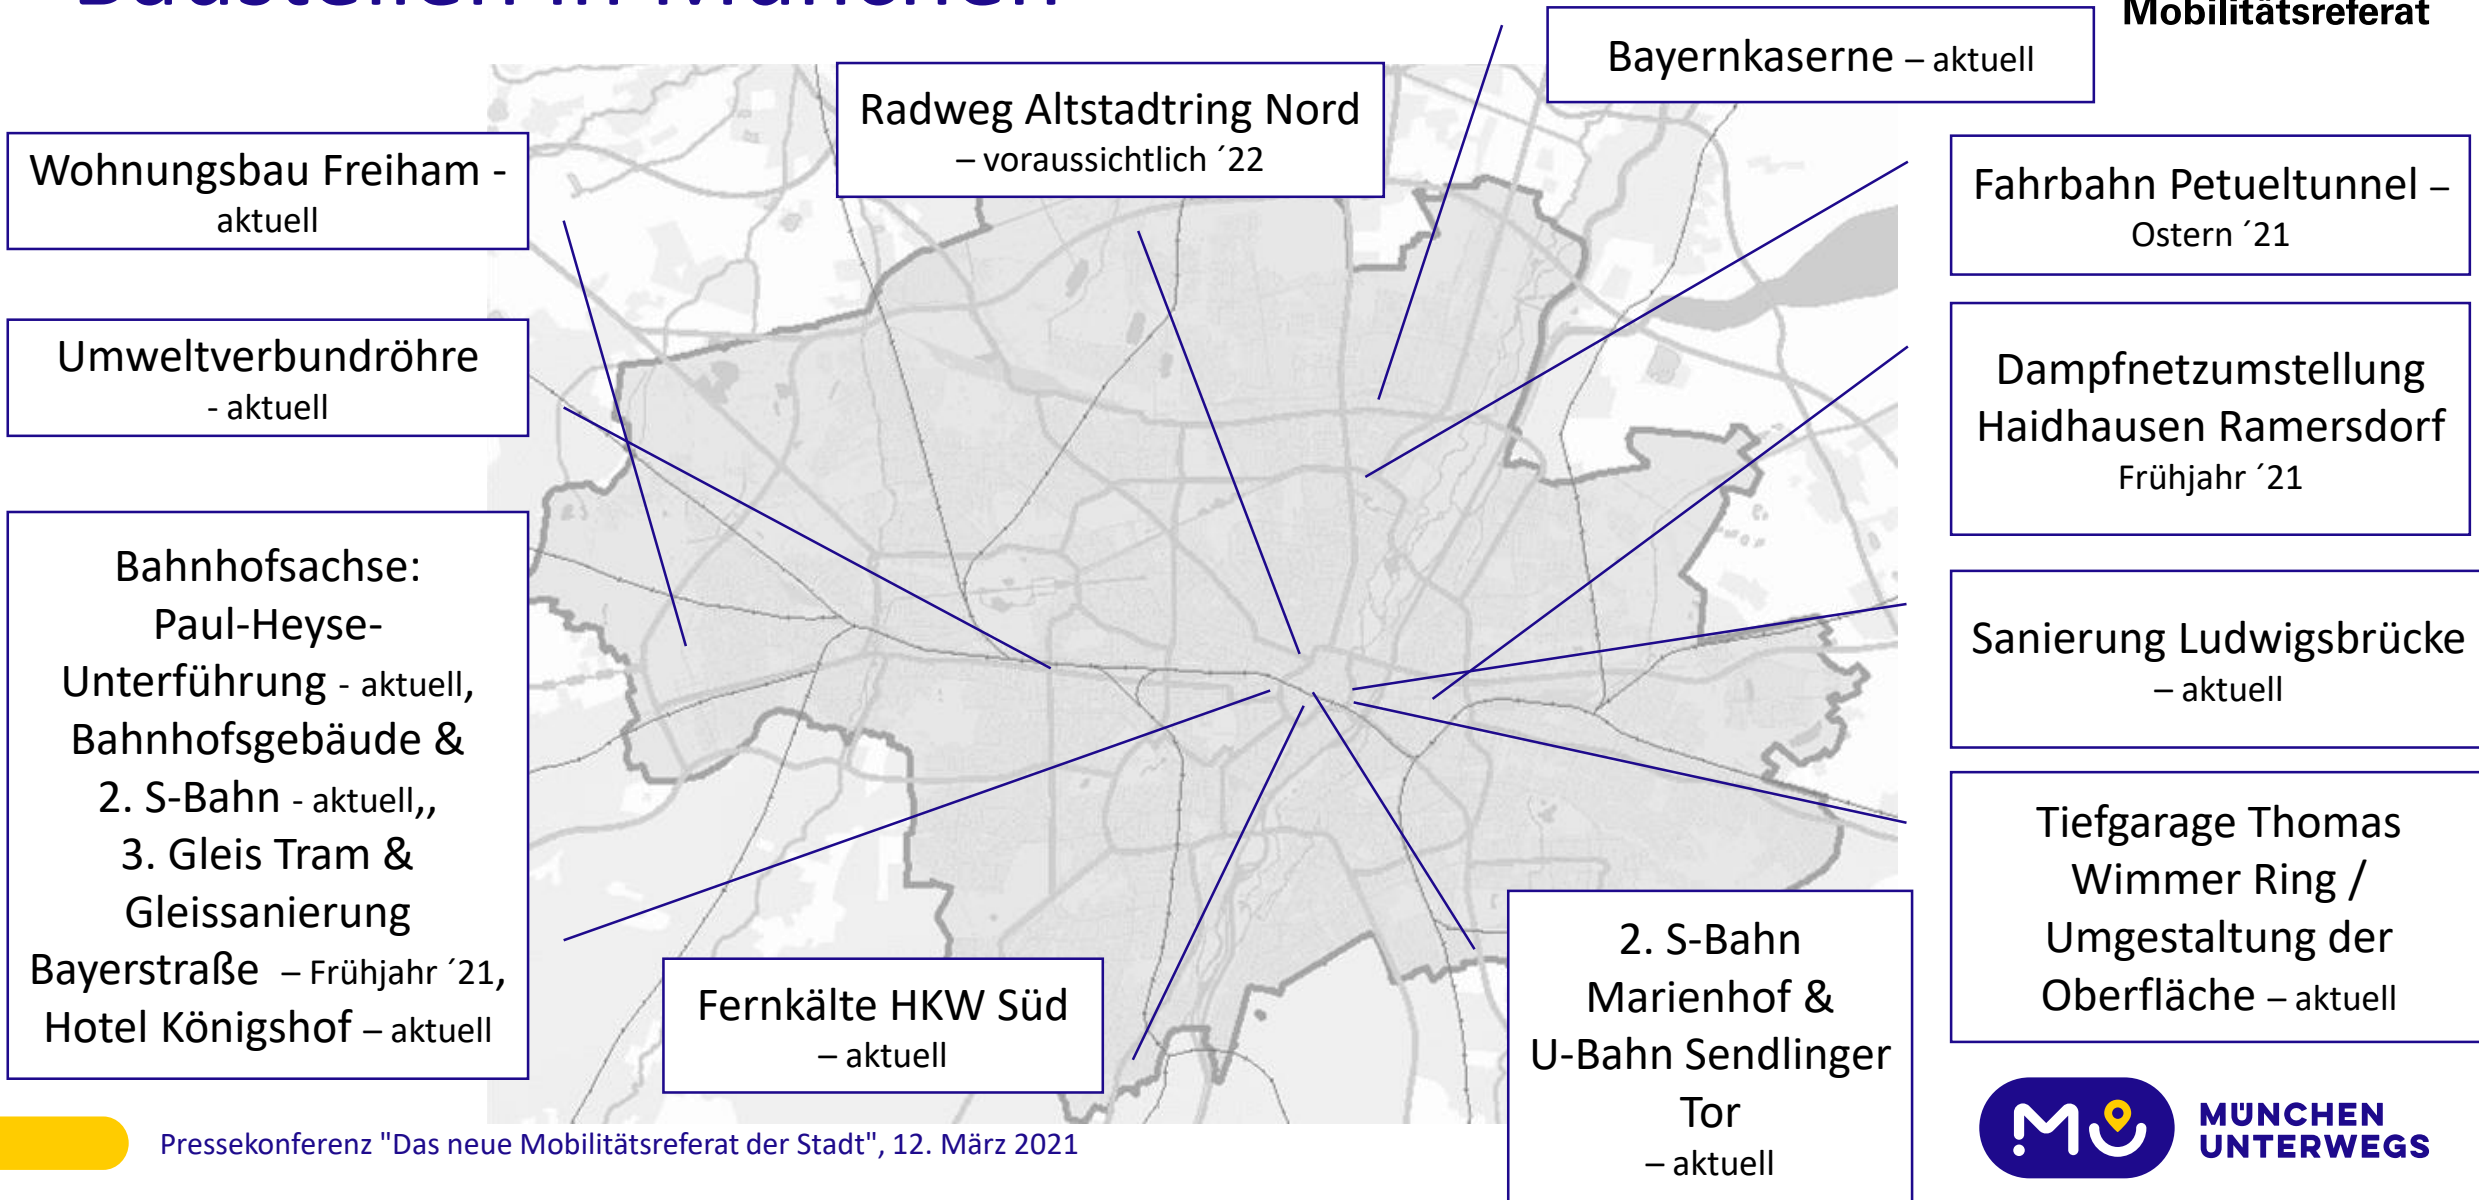 Baustellen in München
Mobilitätsreferat
Bayernkaserne – aktuell
Radweg Altstadtring Nord
– voraussichtlich ´22
Wohnungsbau Freiham -
aktuell
Fahrbahn Petueltunnel –
Ostern ´21
Umweltverbundröhre
- aktuell
Dampfnetzumstellung
Haidhausen Ramersdorf
Frühjahr ´21
Bahnhofsachse:
Paul-Heyse-
Unterführung - aktuell,
Bahnhofsgebäude &
2. S-Bahn - aktuell,,
3. Gleis Tram &
Gleissanierung
Bayerstraße – Frühjahr ´21,
Hotel Königshof – aktuell
Sanierung Ludwigsbrücke
– aktuell
Tiefgarage Thomas
Wimmer Ring /
Umgestaltung der
Oberfläche – aktuell
Fernkälte HKW Süd
– aktuell
2. S-Bahn
Marienhof &
U-Bahn Sendlinger
Tor
– aktuell
Pressekonferenz "Das neue Mobilitätsreferat der Stadt", 12. März 2021
MÜNCHEN
UNTERWEGS